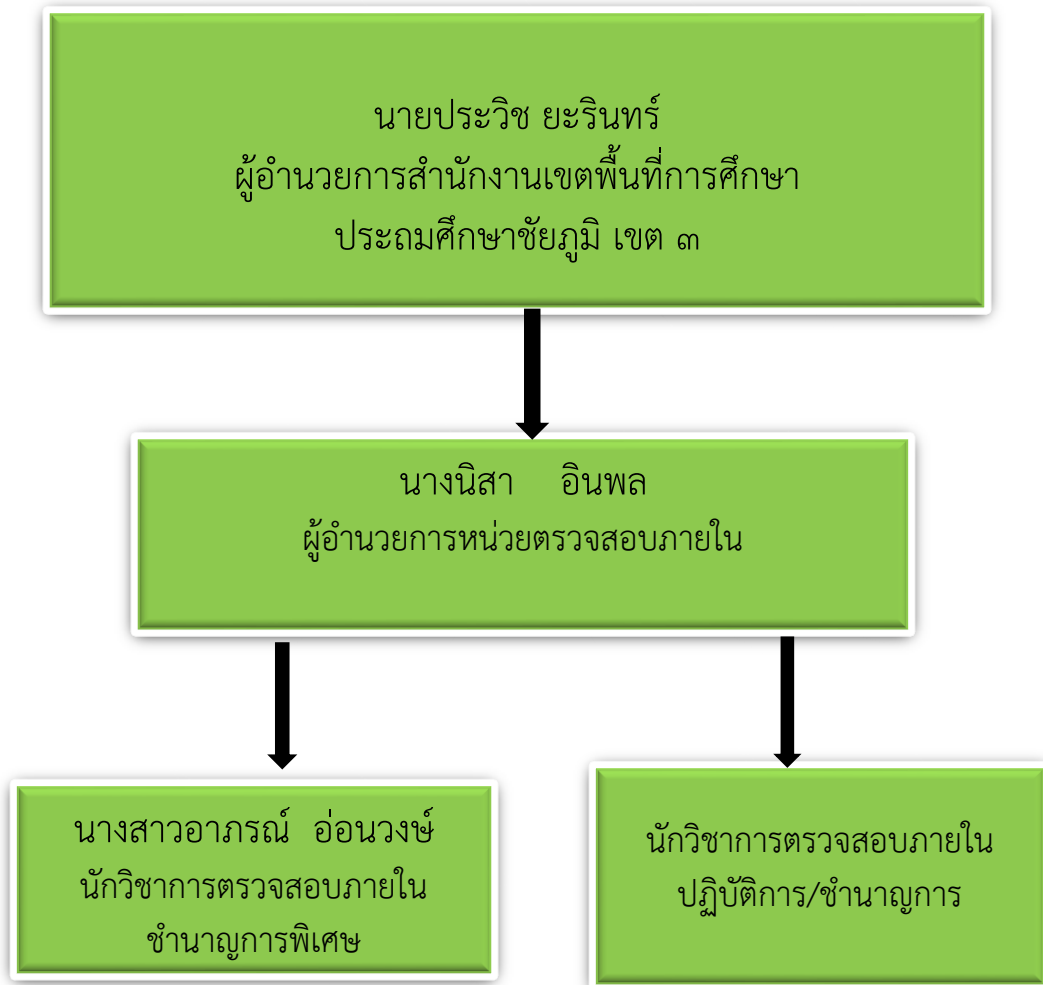 นายประวิช ยะรินทร์
ผู้อำนวยการสำนักงานเขตพื้นที่การศึกษา
ประถมศึกษาชัยภูมิ เขต ๓
นางนิสา อินพล
ผู้อำนวยการหน่วยตรวจสอบภายใน
นางสาวอาภรณ์ อ่อนวงษ์
นักวิชาการตรวจสอบภายใน
ชำนาญการพิเศษ
นักวิชาการตรวจสอบภายใน
ปฏิบัติการ/ชำนาญการ